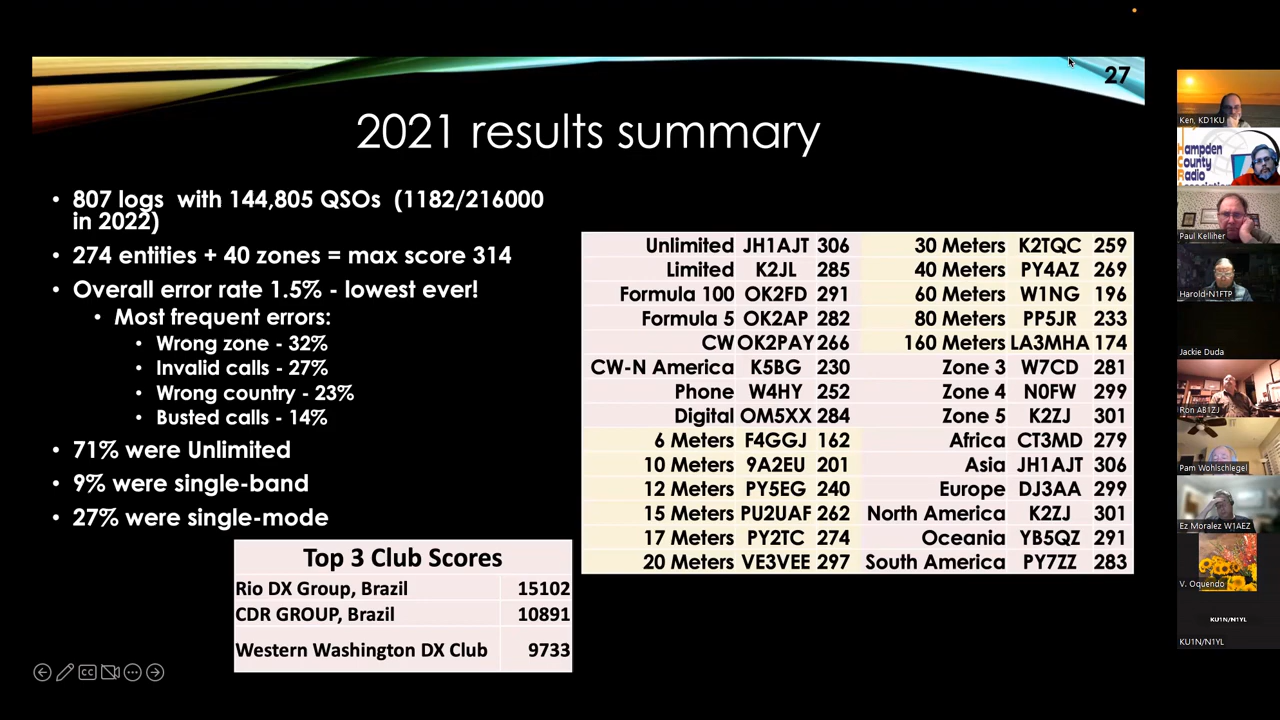 27
2021 results summary
• 807 logs with 144,805 QSOs (1182/216000
in 2022)
• 274 entities + 40 zones = max score 314
• Overall error rate 1.5% - lowest ever!
• Most frequent errors:
• Wrong zone - 32%
• Invalid calls - 27%
• Wrong country - 23%
• Busted calls - 14%
• 71% were Unlimited
• 9% were single-band
• 27% were single-mode
Top 3 Club Scores
Rio DX Group, Brazil 15102
CDR GROUP, Brazil 10891
Western Washington DX Club 9733
Unlimited JH1AJT 306 30 Meters K2TQC 259
Limited K2JL 285 40 Meters PY4AZ 269
Formula 100 OK2FD 291 60 Meters W1NG 196
Formula 5 OK2AP 282 80 Meters PP5JR 233
CW OK2PAY 266 160 Meters LA3MHA 174
CW-N America K5BG 230 Zone 3 W7CD 281
Phone W4HY 252 Zone 4 N0FW 299
Digital OM5XX 284 Zone 5 K2ZJ 301
6 Meters F4GGJ 162 Africa CT3MD 279
10 Meters 9A2EU 201 Asia JH1AJT 306
12 Meters PY5EG 240 Europe DJ3AA 299
15 Meters PU2UAF 262 North America K2ZJ 301
17 Meters PY2TC 274 Oceania YB5QZ 291
20 Meters VE3VEE 297 South America PY7ZZ 283
CC
Ken, KD1KU
Hampden
County
Radio
Paul Kelliher
Harold-N1FTP
Jackie Duda
Ron AB1ZJ
Pam Wohlschlegel
Ez Moralez W1AEZ
V. Oquendo
KU1N/N1YL
KU1N/N1YL